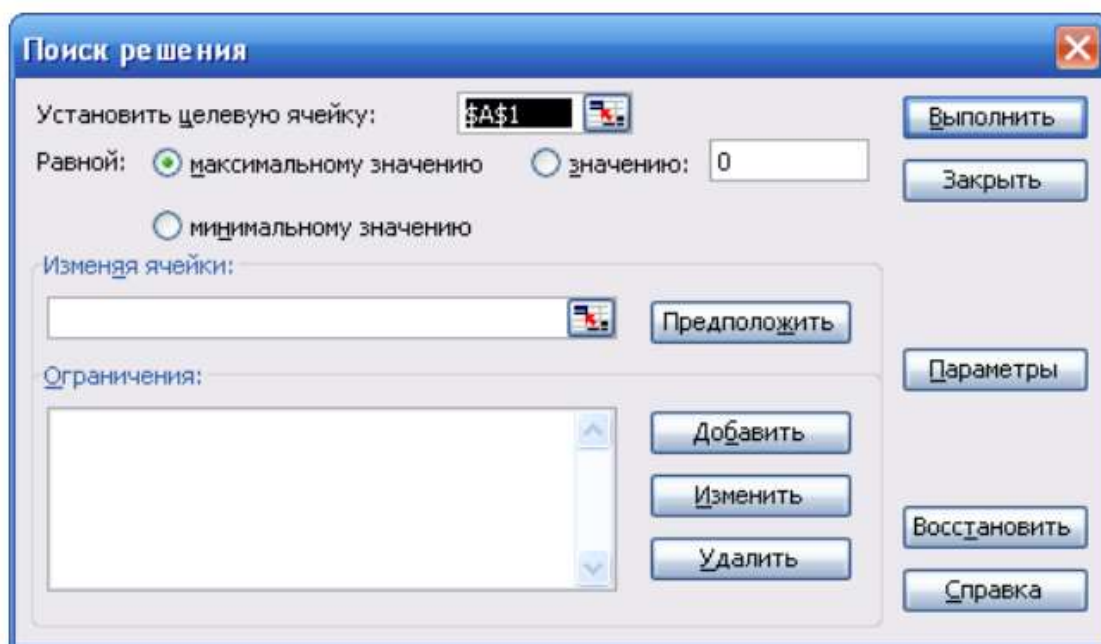 Поиск решения
Установить целевую ячейку: $A$1
Выполнить
Равной: максимальному значению значению: 0
Закрыть
минимальному значению
Изменяя ячейки:
Предположить
Параметры
Ограничения:
Добавить
Изменить
Восстановить
Удалить
Справка